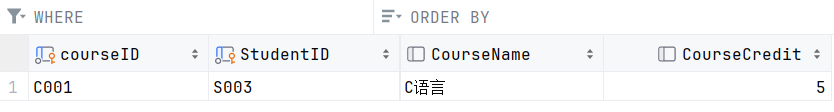 WHERE ORDER BY
courseID StudentID CourseName CourseCredit
1 C001 S003 C语言 5